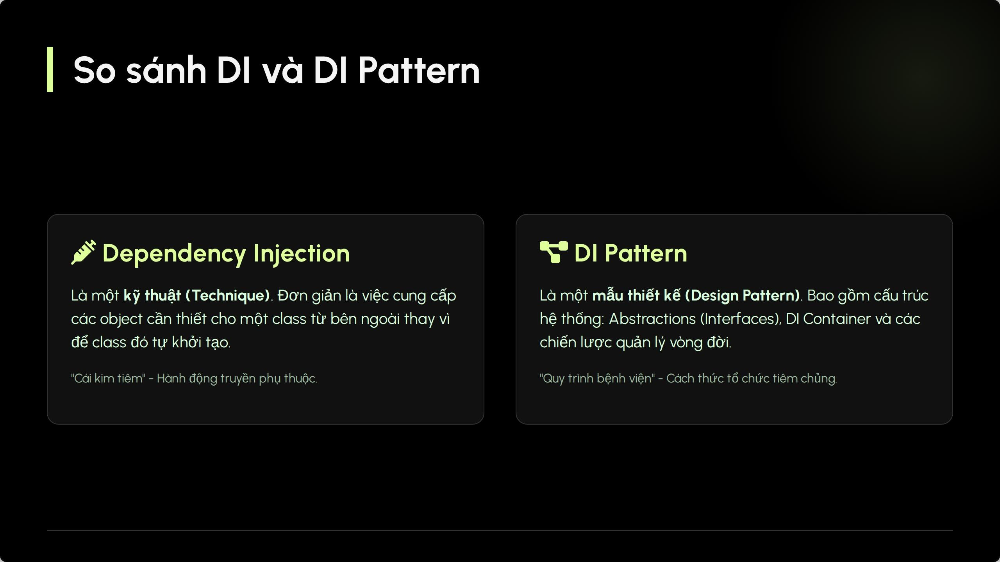 So sánh DI và DI Pattern
Dependency Injection
Là một kỹ thuật (Technique). Đơn giản là việc cung cấp
các object cần thiết cho một class từ bên ngoài thay vì
để class đó tự khởi tạo.
"Cái kim tiêm" - Hành động truyền phụ thuộc.
DI Pattern
Là một mẫu thiết kế (Design Pattern). Bao gồm cấu trúc
hệ thống: Abstractions (Interfaces), DI Container và các
chiến lược quản lý vòng đời.
"Quy trình bệnh viện" - Cách thức tổ chức tiêm chủng.